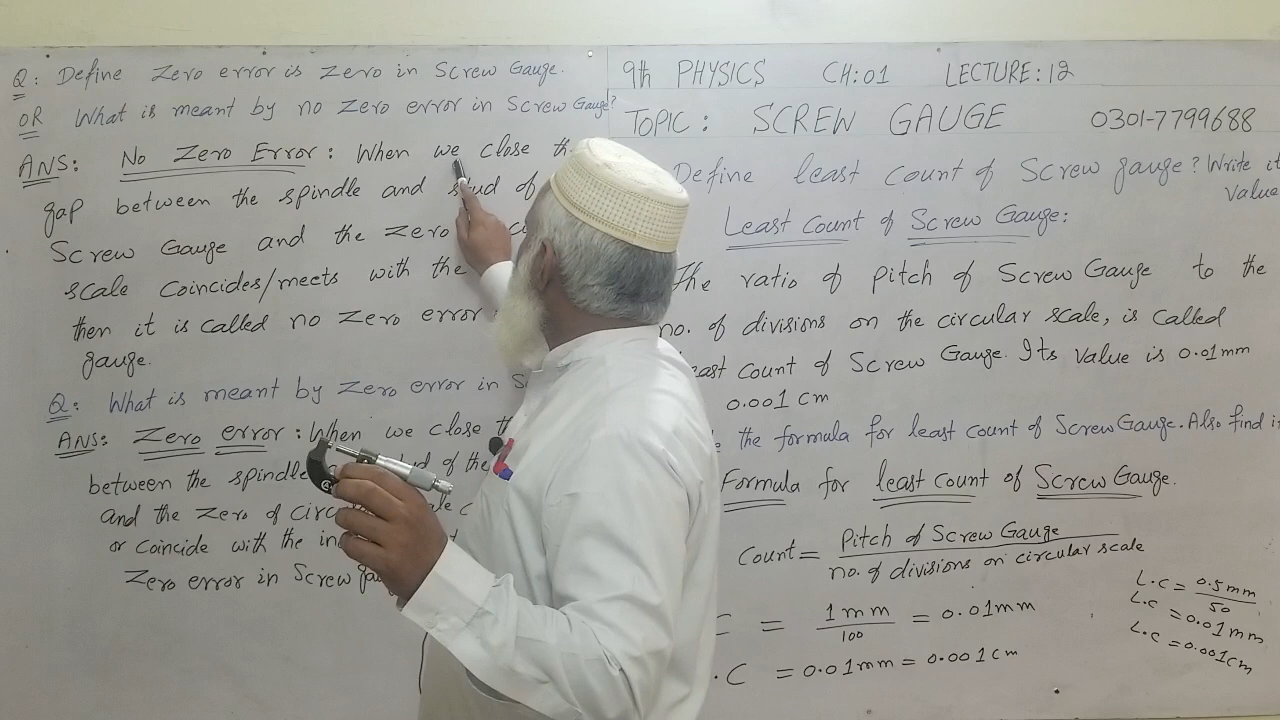 Q: Define Zero error is Zero in Screw Gauge.
OR What is meant by no Zero error in Screw Gauge?
ANS: No Zero Error: When we close th
gap between the spindle and stud of
Screw Gauge and the Zero
scale coincides/meets with the
then it is called no Zero error
gauge.
Q: What is meant by Zero error in S
ANS: Zero error: When we close t
between the spindle of the
and the Zero of circ
or coincide with the in
Zero error in Screw
9th PHYSICS CH:01 LECTURE:12
TOPIC: SCREW GAUGE 0301-7799688
Define least count of Screw gauge? Write it
Value
Least Count of Screw Gauge:
The ratio of pitch of Screw Gauge to the
no. of divisions on the circular scale, is called
east count of Screw Gauge. Its value is 0.01mm
0.001 cm
the formula for least count of Screw Gauge. Also find i
Formula for least count of Screw Gauge.
Count = Pitch of Screw Gauge
no. of divisions on circular scale
= 1mm = 0.01mm
100
.C = 0.01mm = 0.001cm
L.C = 0.5mm
50
L.C = 0.01mm
L.C = 0.001cm